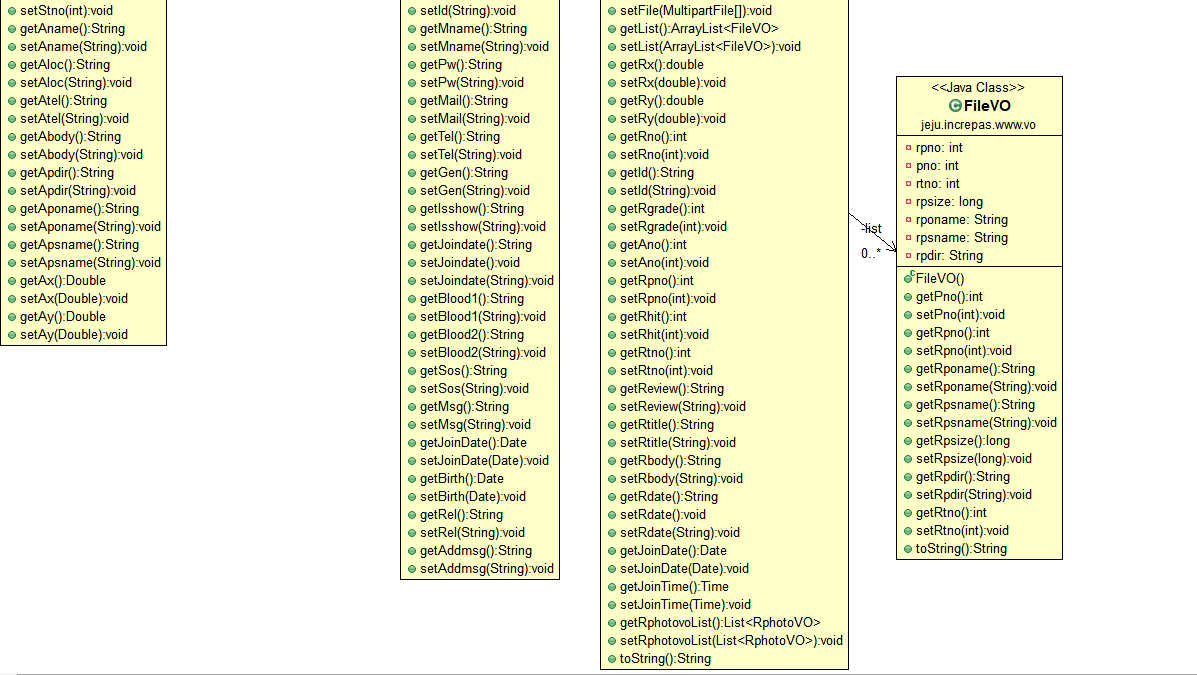 setStno(int):void
getAname():String
setAname(String):void
getAloc():String
setAloc(String):void
getAtel():String
setAtel(String):void
getAbody():String
setAbody(String):void
getApdir():String
setApdir(String):void
getAponame():String
setAponame(String):void
getApsname():String
setApsname(String):void
getAx():Double
setAx(Double):void
getAy():Double
setAy(Double):void
setId(String):void
getMname():String
setMname(String):void
getPw():String
setPw(String):void
getMail():String
setMail(String):void
getTel():String
setTel(String):void
getGen():String
setGen(String):void
getIsshow():String
setIsshow(String):void
getJoindate():String
setJoindate():void
setJoindate(String):void
getBlood1():String
setBlood1(String):void
getBlood2():String
setBlood2(String):void
getSos():String
setSos(String):void
getMsg():String
setMsg(String):void
getJoinDate():Date
setJoinDate(Date):void
getBirth():Date
setBirth(Date):void
getRel():String
setRel(String):void
getAddmsg():String
setAddmsg(String):void
setFile(MultipartFile[]):void
getList():ArrayList<FileVO>
setList(ArrayList<FileVO>):void
getRx():double
setRx(double):void
getRy():double
setRy(double):void
getRno():int
setRno(int):void
getId():String
setId(String):void
getRgrade():int
setRgrade(int):void
getAno():int
setAno(int):void
getRpno():int
setRpno(int):void
getRhit():int
setRhit(int):void
getRtno():int
setRtno(int):void
getReview():String
setReview(String):void
getRtitle():String
setRtitle(String):void
getRbody():String
setRbody(String):void
getRdate():String
setRdate():void
setRdate(String):void
getJoinDate():Date
setJoinDate(Date):void
getJoinTime():Time
setJoinTime(Time):void
getRphotovoList():List<RphotoVO>
setRphotovoList(List<RphotoVO>):void
toString():String
-list
0..*
<<Java Class>>
C FileVO
jeju.increpas.www.vo
rpno: int
pno: int
rtno: int
rpsize: long
rponame: String
rpsname: String
rpdir: String
FileVO()
getPno():int
setPno(int):void
getRpno():int
setRpno(int):void
getRponame():String
setRponame(String):void
getRpsname():String
setRpsname(String):void
getRpsize():long
setRpsize(long):void
getRpdir():String
setRpdir(String):void
getRtno():int
setRtno(int):void
toString():String